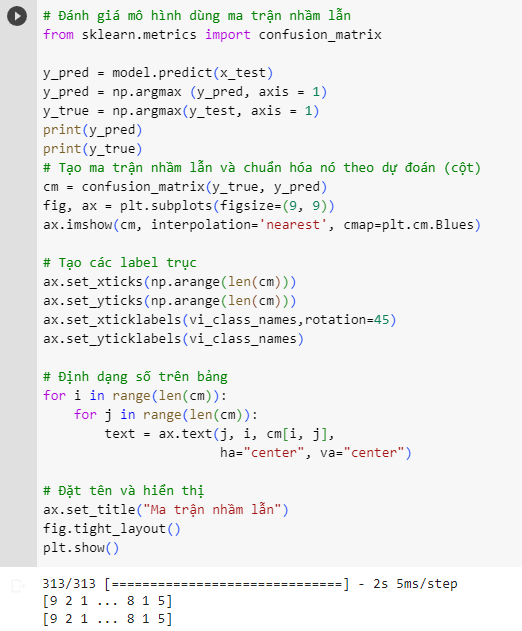 # Đánh giá mô hình dùng ma trận nhầm lẫn
from sklearn.metrics import confusion_matrix
y_pred = model.predict(x_test)
y_pred = np.argmax (y_pred, axis = 1)
y_true = np.argmax(y_test, axis = 1)
print(y_pred)
print(y_true)
# Tạo ma trận nhầm lẫn và chuẩn hóa nó theo dự đoán (cột)
cm = confusion_matrix(y_true, y_pred)
fig, ax = plt.subplots(figsize=(9, 9))
ax.imshow(cm, interpolation='nearest', cmap=plt.cm.Blues)
# Tạo các label trục
ax.set_xticks(np.arange(len(cm)))
ax.set_yticks(np.arange(len(cm)))
ax.set_xticklabels(vi_class_names,rotation=45)
ax.set_yticklabels(vi_class_names)
# Định dạng số trên bảng
for i in range(len(cm)):
    for j in range(len(cm)):
        text = ax.text(j, i, cm[i, j],
                       ha="center", va="center")
# Đặt tên và hiển thị
ax.set_title("Ma trận nhầm lẫn")
fig.tight_layout()
plt.show()
313/313 [==============================] - 2s 5ms/step
[9 2 1 ... 8 1 5]
[9 2 1 ... 8 1 5]